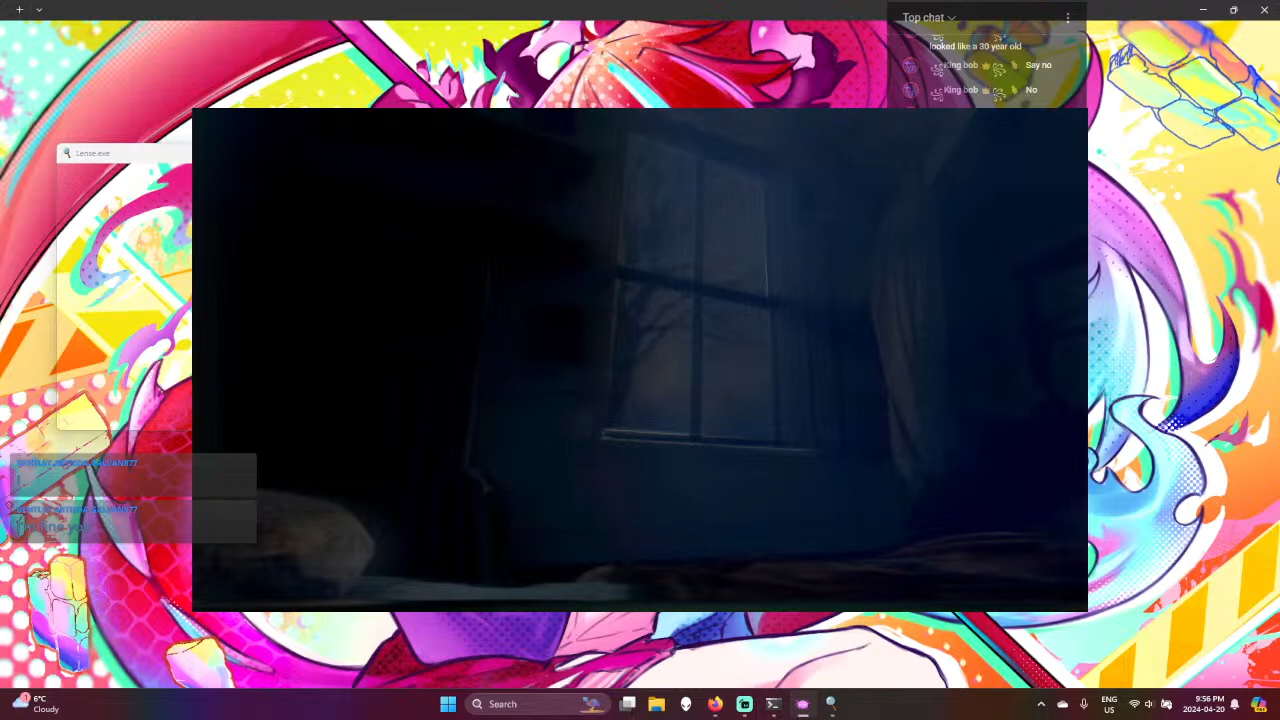 Top chat
looked like a 30 year old
King bob
Say no
King bob
No
Lense.exe
6°C
Cloudy
Search
ENG
US
9:56 PM
2024-04-20